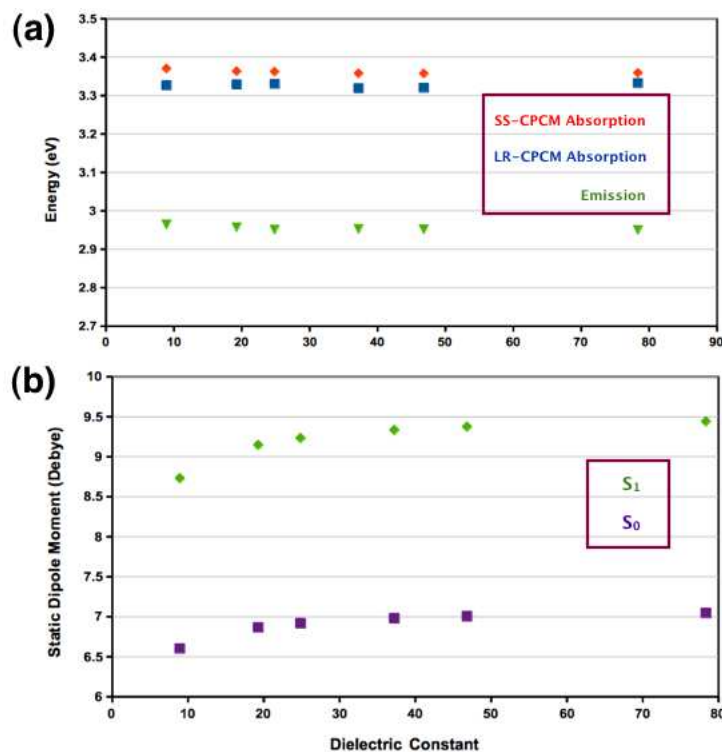 (a)
3.5
3.4
3.3
3.2
3.1
3
2.9
2.8
2.7
Energy (eV)
SS-CPCM Absorption
LR-CPCM Absorption
Emission
0 10 20 30 40 50 60 70 80 90
(b)
10
9.5
9
8.5
8
7.5
7
6.5
6
Static Dipole Moment (Debye)
S₁
S₀
0 10 20 30 40 50 60 70 80
Dielectric Constant